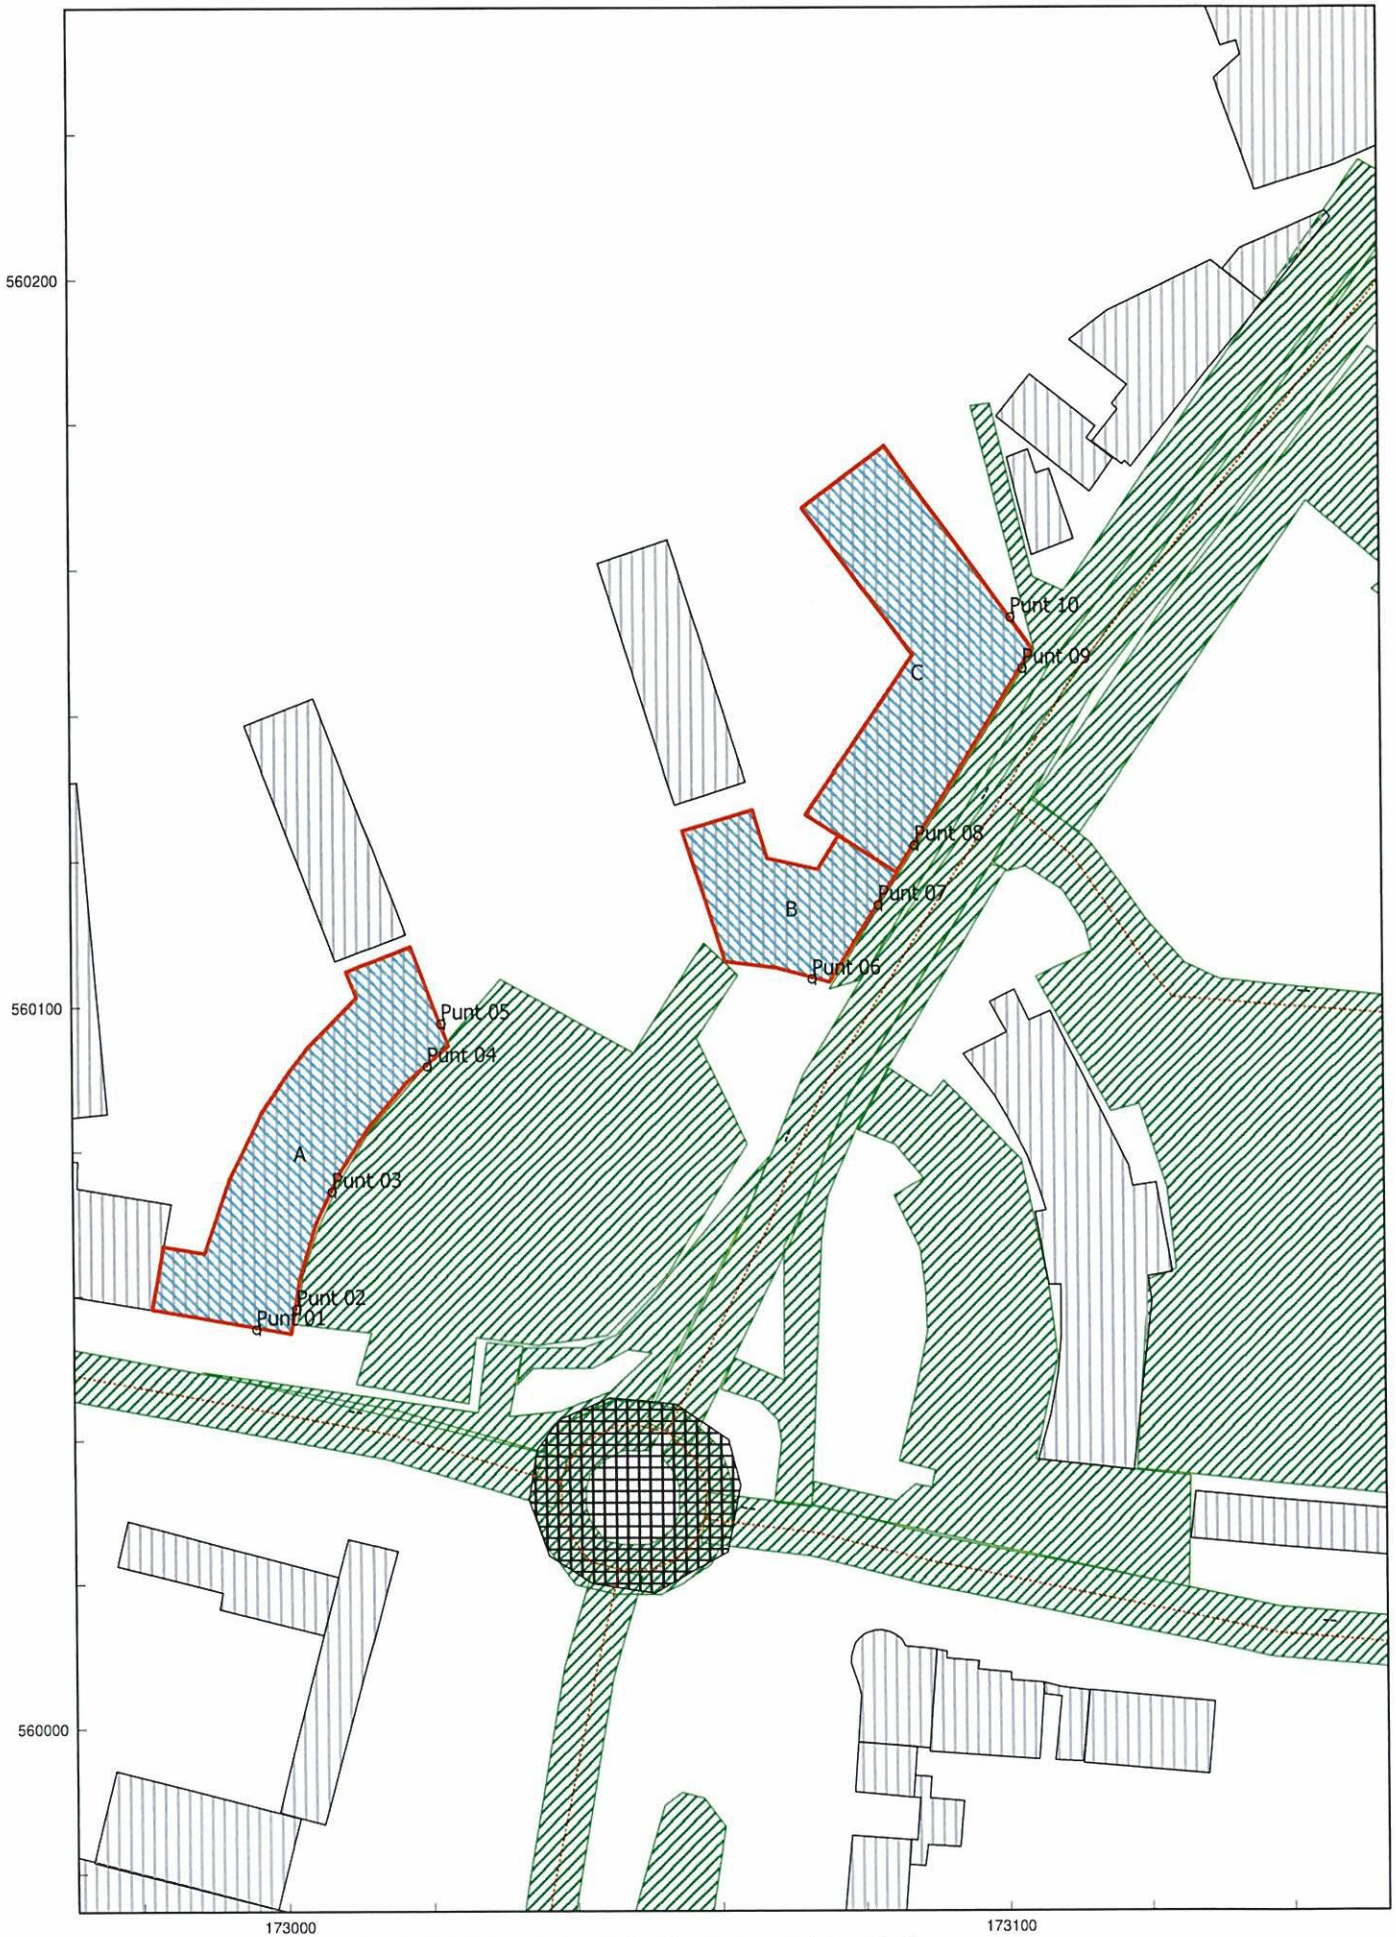 560200
Punt 10
Punt 09
C
Punt 08
Punt 07
B
Punt 06
560100
Punt 05
Punt 04
A
Punt 03
Punt 02
Punt 01
560000
173000
173100